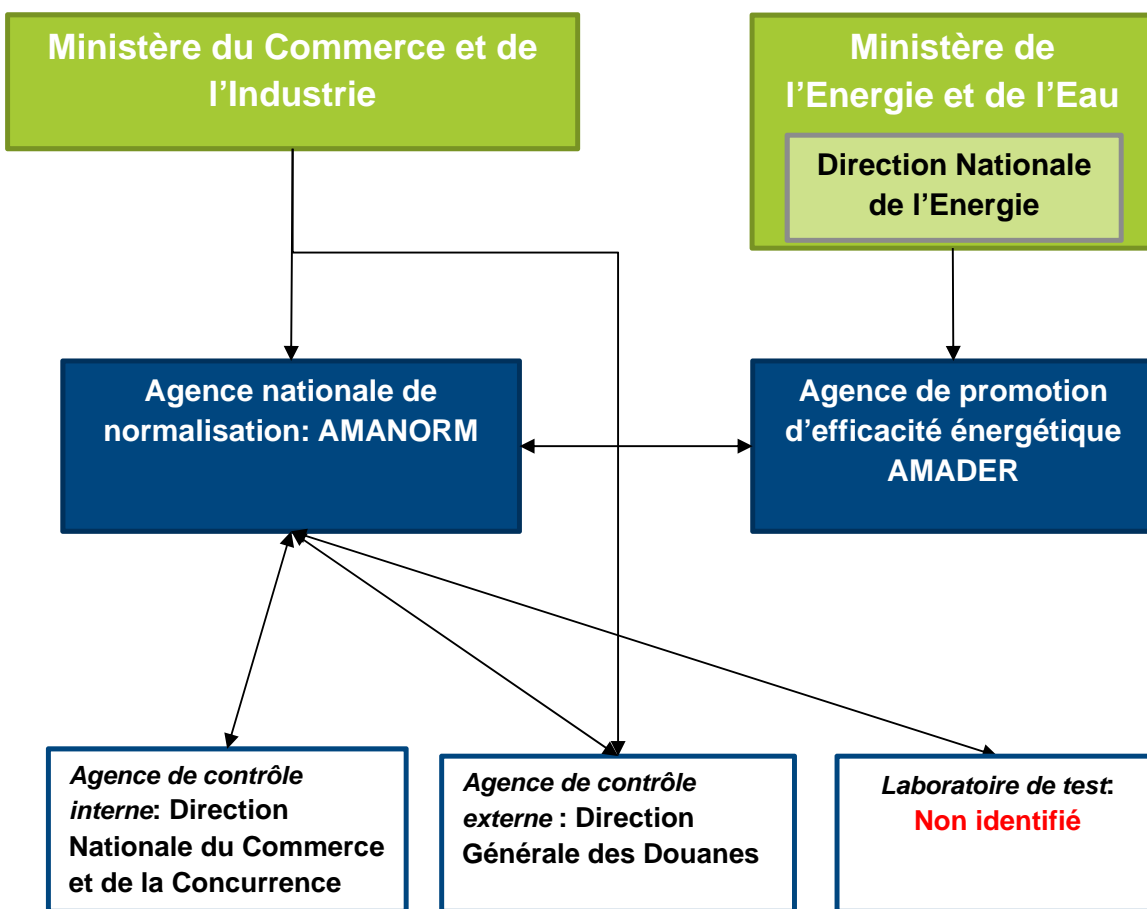 Ministère du Commerce et de
l’Industrie
Ministère de
l’Energie et de l’Eau
Direction Nationale
de l’Energie
Agence nationale de
normalisation: AMANORM
Agence de promotion
d’efficacité énergétique
AMADER
Agence de contrôle
interne: Direction
Nationale du Commerce
et de la Concurrence
Agence de contrôle
externe : Direction
Générale des Douanes
Laboratoire de test:
Non identifié